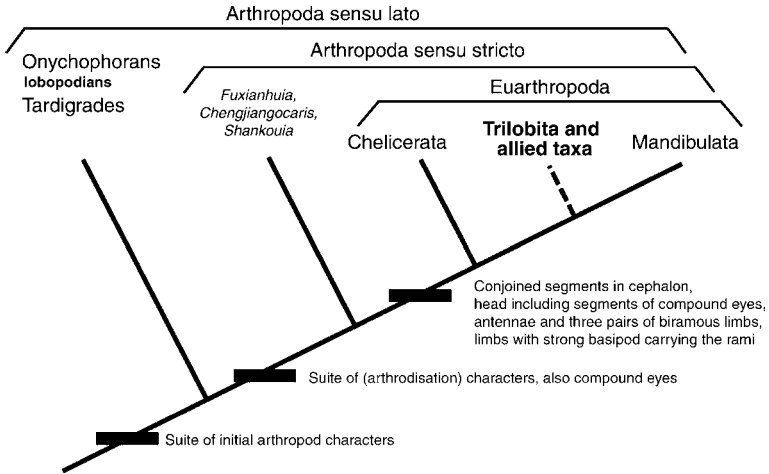 Arthropoda sensu lato
Arthropoda sensu stricto
Euarthropoda
Onychophorans
lobopodians
Tardigrades
Fuxianhuia,
Chengjiangocaris,
Shankouia
Chelicerata
Trilobita and
allied taxa
Mandibulata
Conjoined segments in cephalon,
head including segments of compound eyes,
antennae and three pairs of biramous limbs,
limbs with strong basipod carrying the rami
Suite of (arthrodisation) characters, also compound eyes
Suite of initial arthropod characters